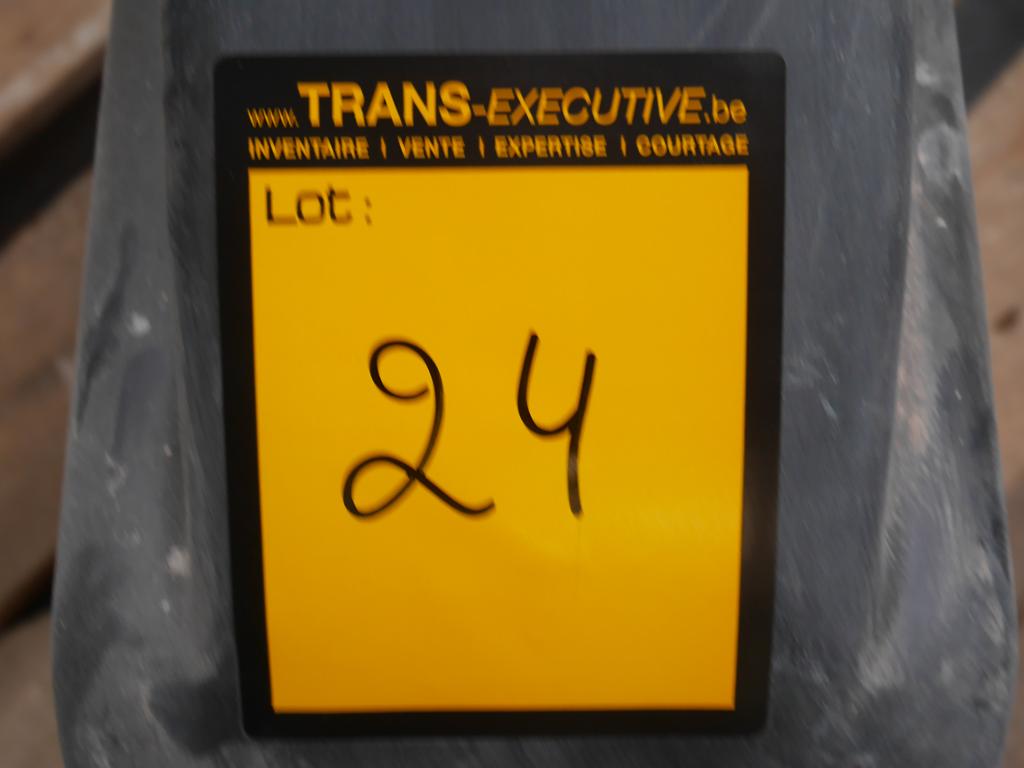 www.TRANS-EXECUTIVE.be
INVENTAIRE | VENTE | EXPERTISE | COURTAGE
Lot:
24